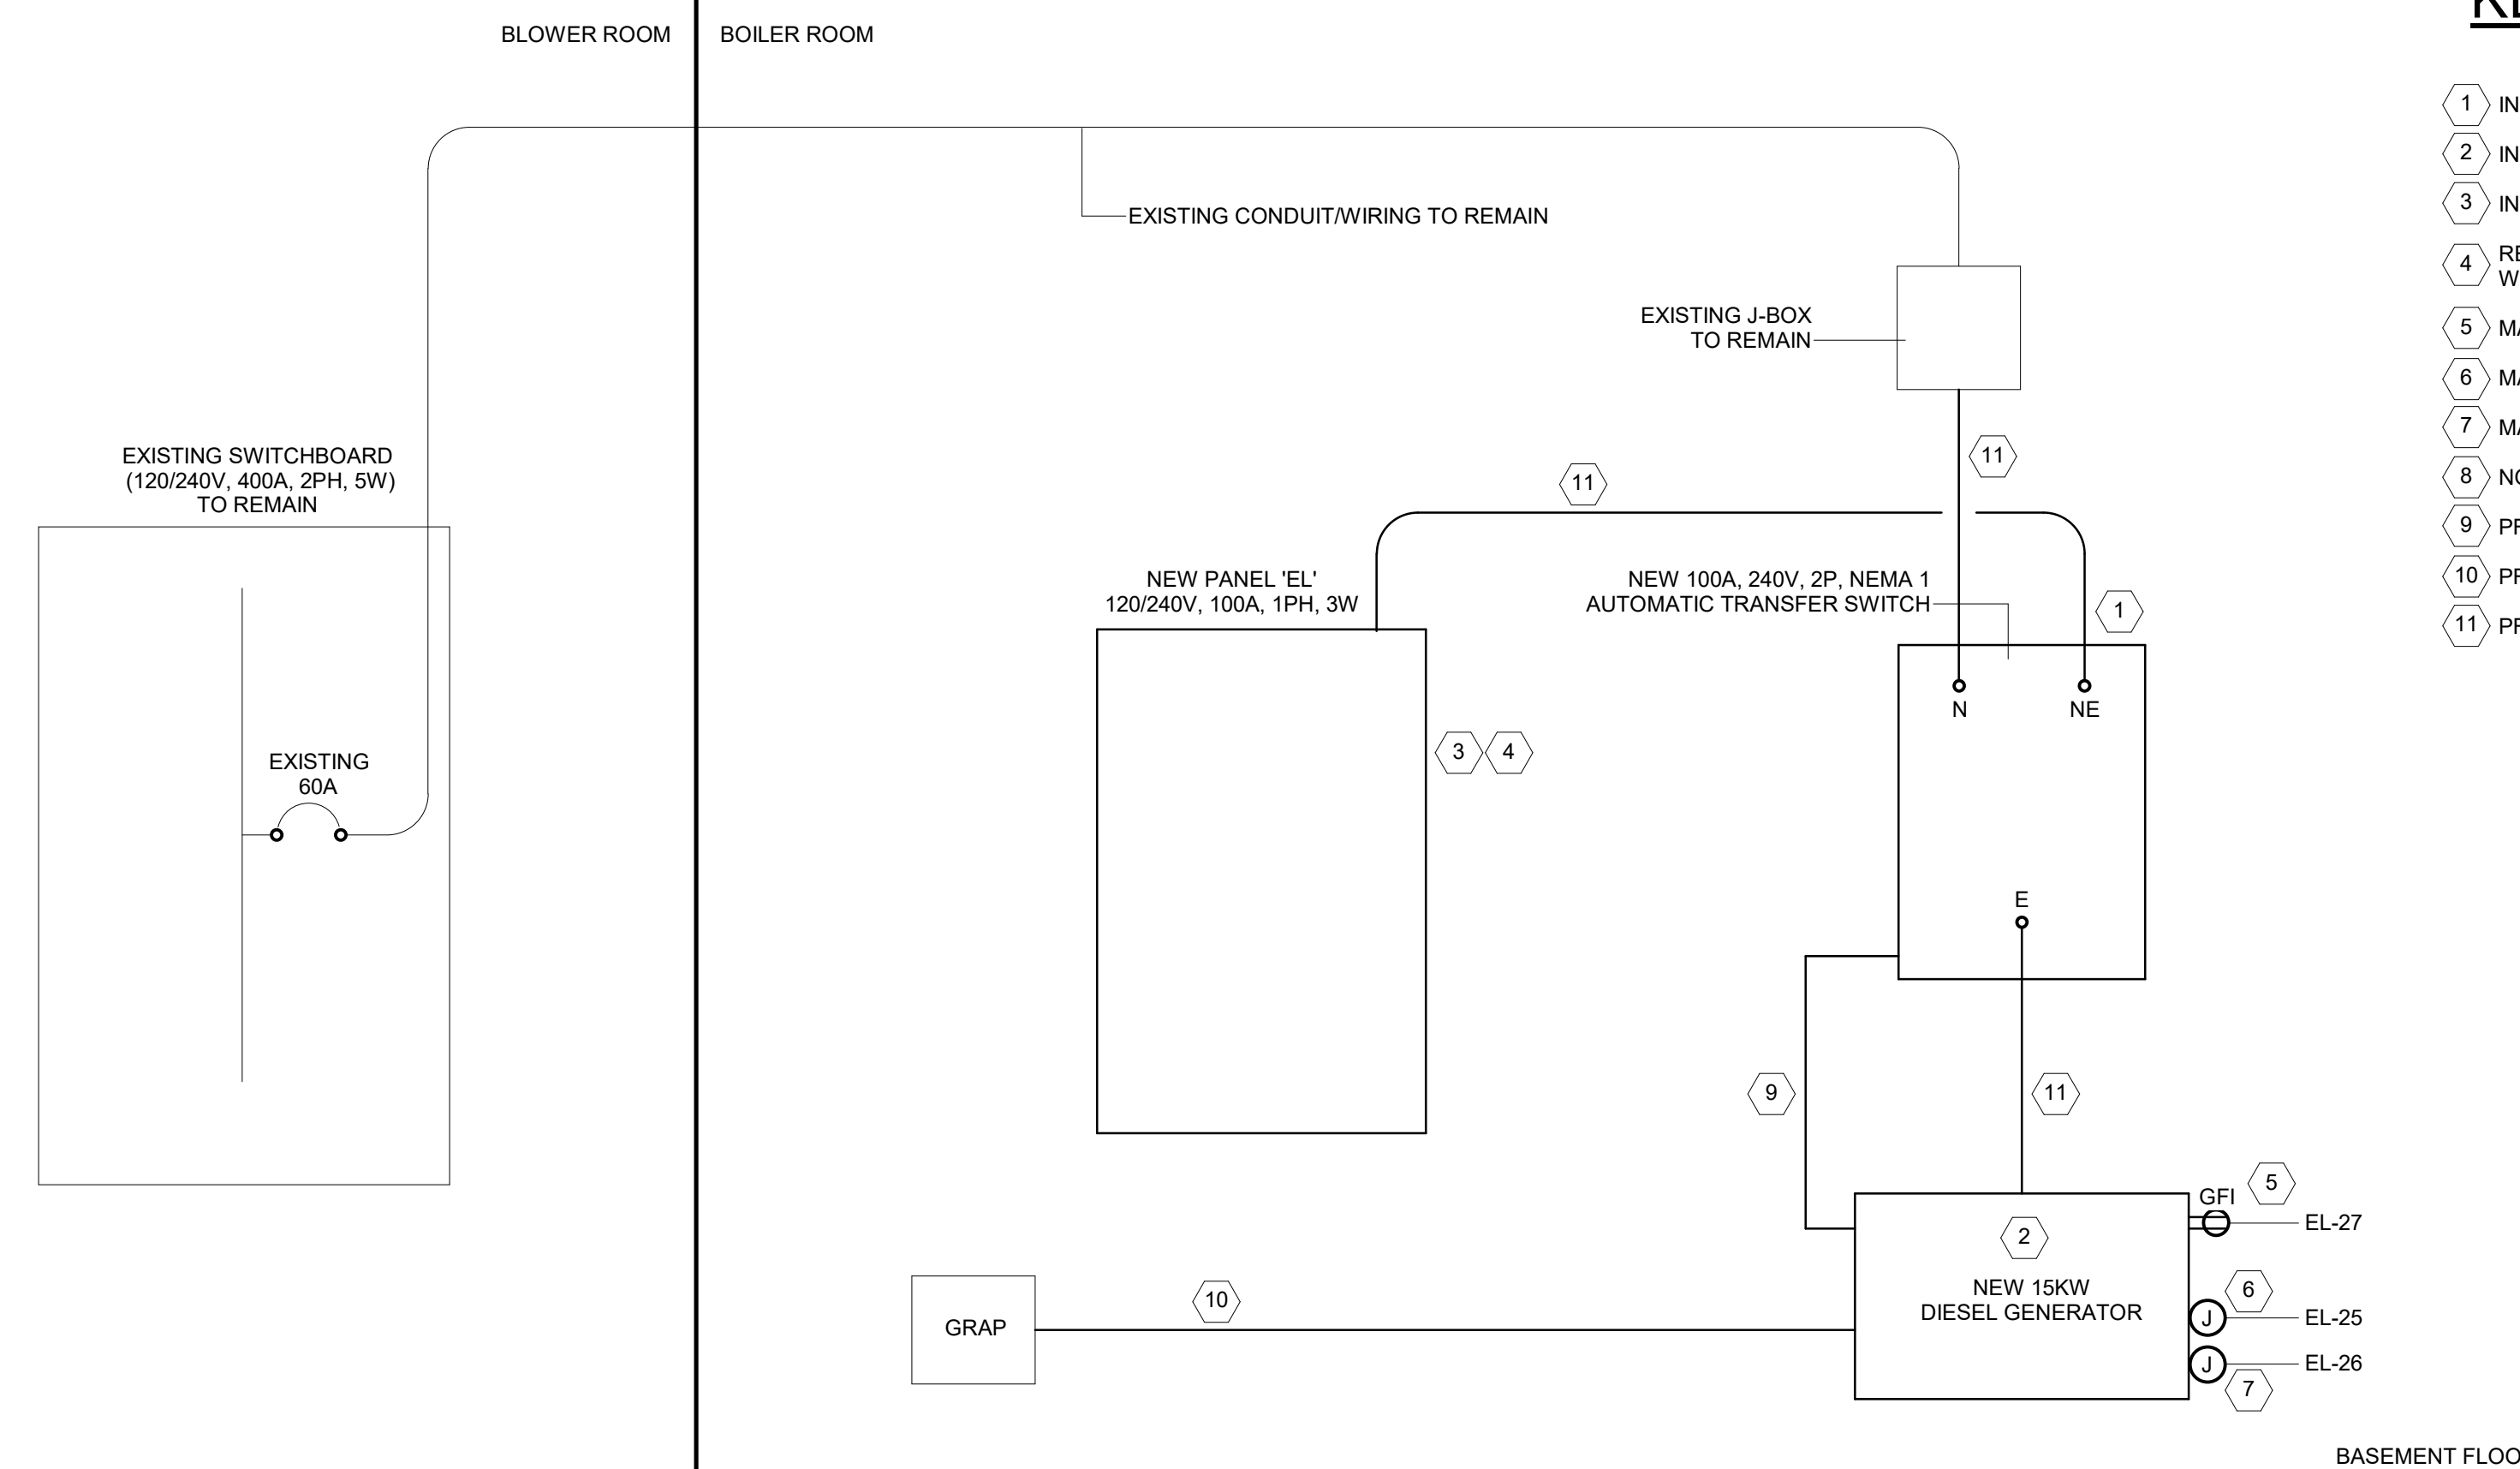 BLOWER ROOM
BOILER ROOM
EXISTING CONDUIT/WIRING TO REMAIN
EXISTING J-BOX
TO REMAIN
11
EXISTING SWITCHBOARD
(120/240V, 400A, 2PH, 5W)
TO REMAIN
11
NEW PANEL 'EL'
120/240V, 100A, 1PH, 3W
NEW 100A, 240V, 2P, NEMA 1
AUTOMATIC TRANSFER SWITCH
1
N
NE
EXISTING
60A
3
4
E
9
11
GFI
5
EL-27
2
NEW 15KW
DIESEL GENERATOR
6
EL-25
J
EL-26
J
7
10
GRAP
1
2
3
4
5
6
7
8
9
10
11
BASEMENT